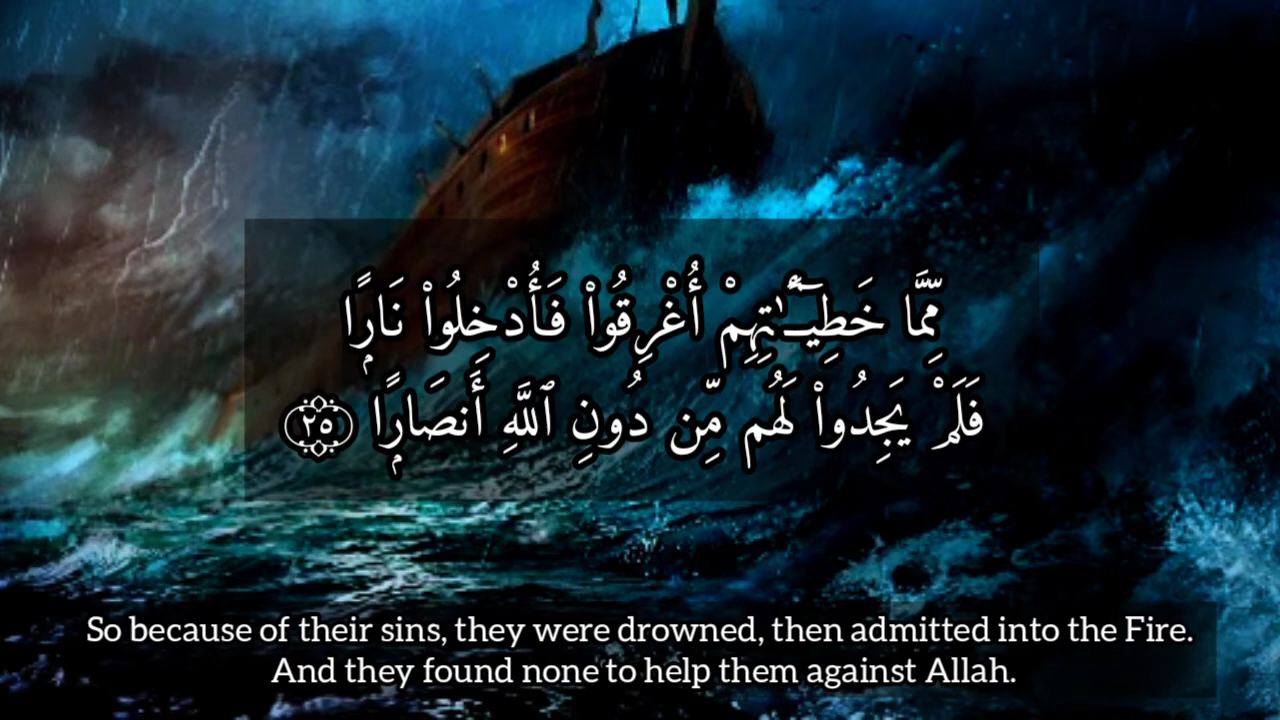 مِّمَّا خَطِيـَٔـٰتِهِمْ أُغْرِقُوا۟ فَأُدْخِلُوا۟ نَارًۭا
فَلَمْ يَجِدُوا۟ لَهُم مِّن دُونِ ٱللَّهِ أَنصَارًۭا ٢٥
So because of their sins, they were drowned, then admitted into the Fire.
And they found none to help them against Allah.